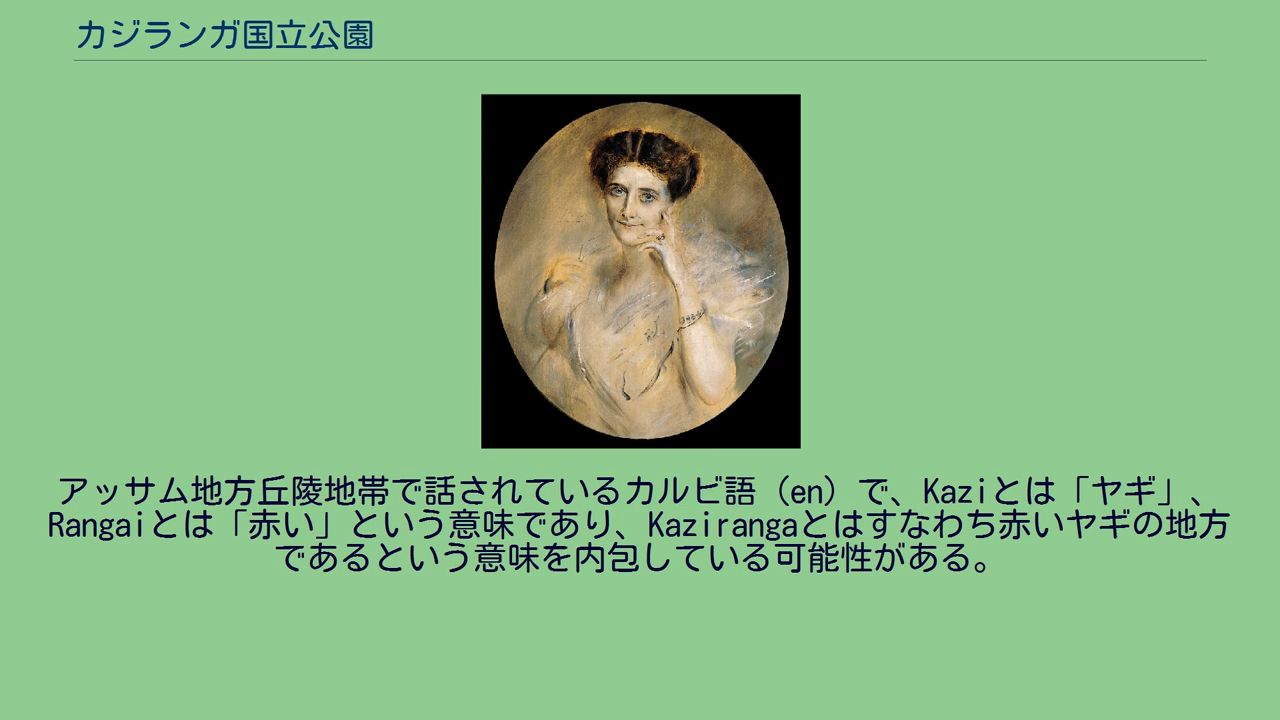 カジランガ国立公園
アッサム地方丘陵地帯で話されているカルビ語（en）で、Kaziとは「ヤギ」、
Rangaiとは「赤い」という意味であり、Kazirangaとはすなわち赤いヤギの地方
であるという意味を内包している可能性がある。